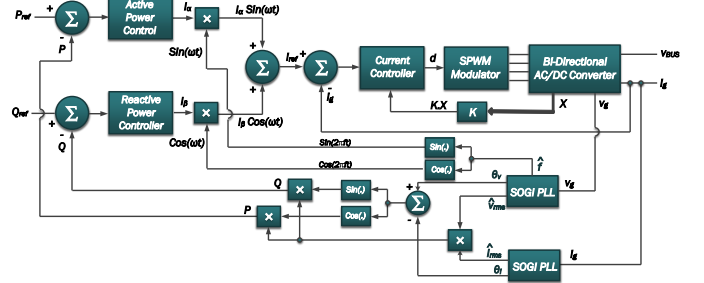 Pref + Σ - P
Active Power Control
Iα × Iα Sin(ωt)
Sin(ωt)
+ Σ +
Iref + Σ - Ig
Current Controller
d
SPWM Modulator
BI-Directional AC/DC Converter
VBUS
Ig
K.X
K
X
vg
Qref + Σ - Q
Reactive Power Controller
Iβ × Iβ Cos(ωt)
Cos(ωt)
Sin(2πft)
Sin(.)
Cos(2πft)
Cos(.)
f̂
θv
SOGI PLL
vg
v̂rms
Q × Sin(.)
+ Σ -
P × Cos(.)
×
Îrms
θI
SOGI PLL
Ig